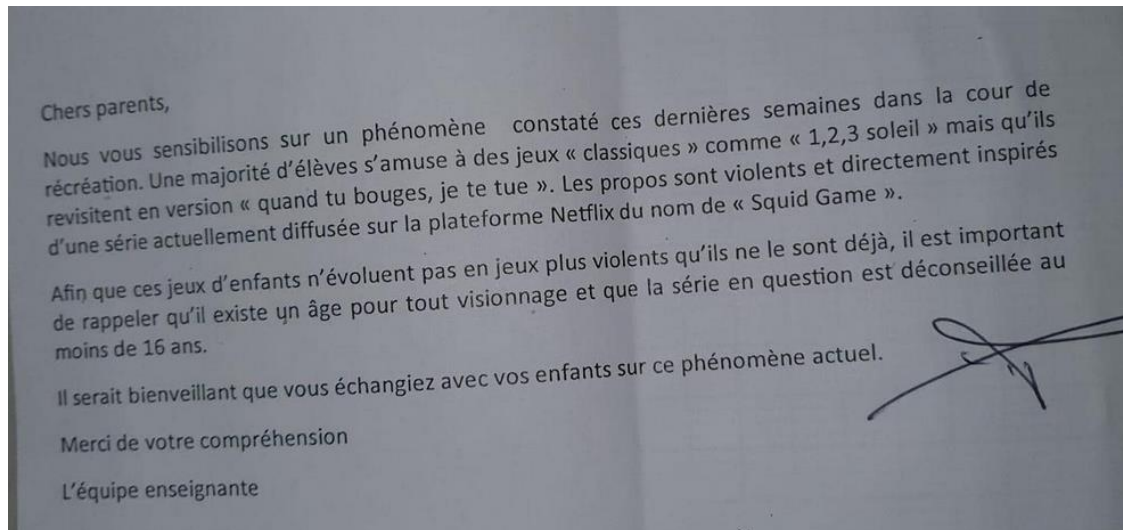 Chers parents,
Nous vous sensibilisons sur un phénomène constaté ces dernières semaines dans la cour de
récréation. Une majorité d'élèves s'amuse à des jeux « classiques » comme « 1,2,3 soleil » mais qu'ils
revisitent en version « quand tu bouges, je te tue ». Les propos sont violents et directement inspirés
d'une série actuellement diffusée sur la plateforme Netflix du nom de « Squid Game ».
Afin que ces jeux d'enfants n'évoluent pas en jeux plus violents qu'ils ne le sont déjà, il est important
de rappeler qu'il existe un âge pour tout visionnage et que la série en question est déconseillée au
moins de 16 ans.
Il serait bienveillant que vous échangiez avec vos enfants sur ce phénomène actuel.
Merci de votre compréhension
L'équipe enseignante